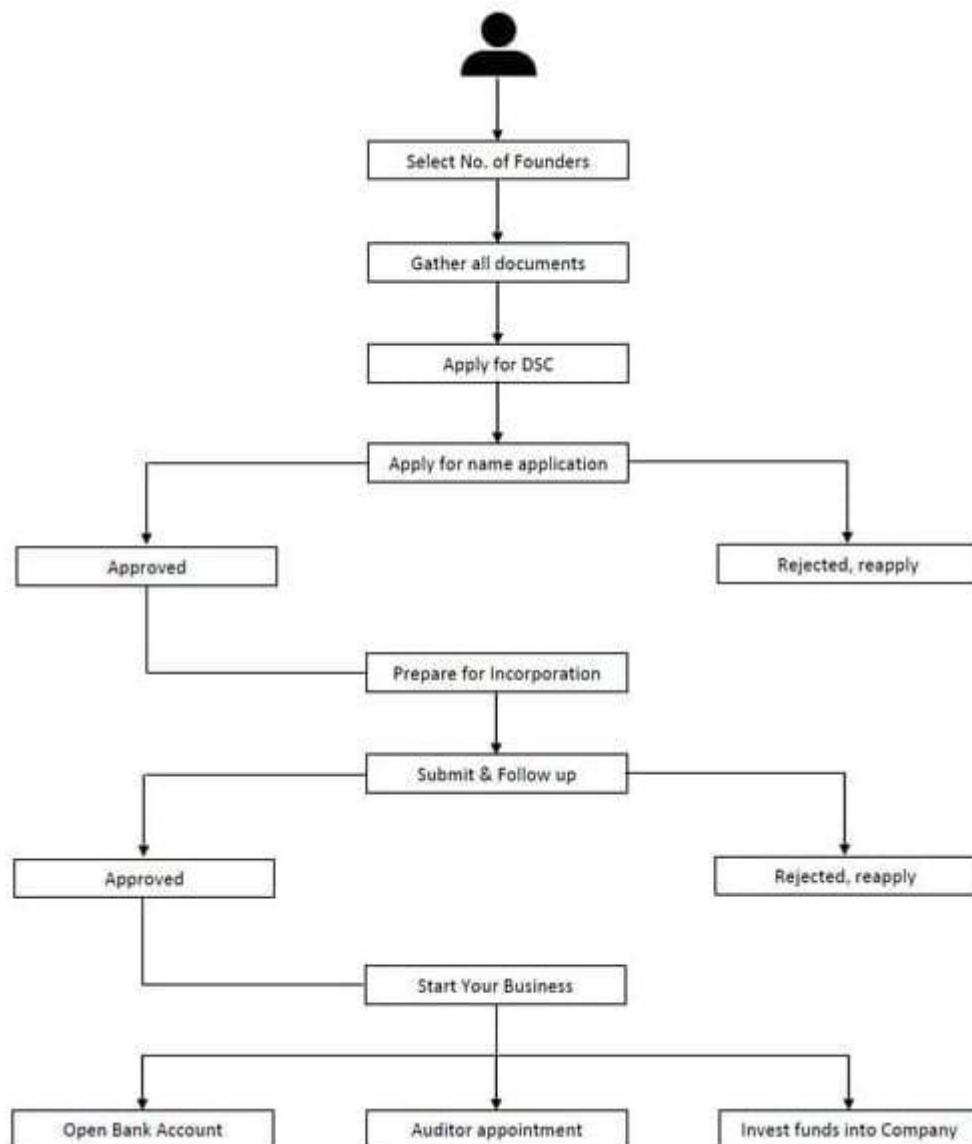 Select No. of Founders
Gather all documents
Apply for DSC
Apply for name application
Approved
Rejected, reapply
Prepare for Incorporation
Submit & Follow up
Approved
Rejected, reapply
Start Your Business
Open Bank Account
Auditor appointment
Invest funds into Company